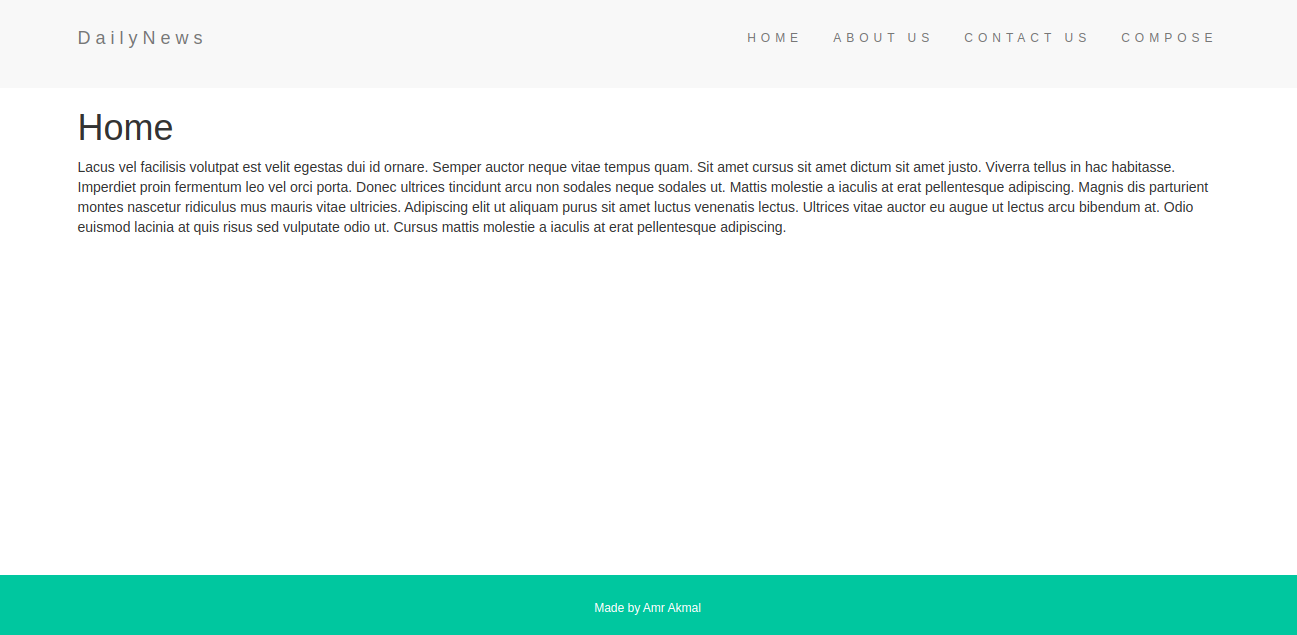 DailyNews
HOME ABOUT US CONTACT US COMPOSE
Home
Lacus vel facilisis volutpat est velit egestas dui id ornare. Semper auctor neque vitae tempus quam. Sit amet cursus sit amet dictum sit amet justo. Viverra tellus in hac habitasse.
Imperdiet proin fermentum leo vel orci porta. Donec ultrices tincidunt arcu non sodales neque sodales ut. Mattis molestie a iaculis at erat pellentesque adipiscing. Magnis dis parturient
montes nascetur ridiculus mus mauris vitae ultricies. Adipiscing elit ut aliquam purus sit amet luctus venenatis lectus. Ultrices vitae auctor eu augue ut lectus arcu bibendum at. Odio
euismod lacinia at quis risus sed vulputate odio ut. Cursus mattis molestie a iaculis at erat pellentesque adipiscing.
Made by Amr Akmal